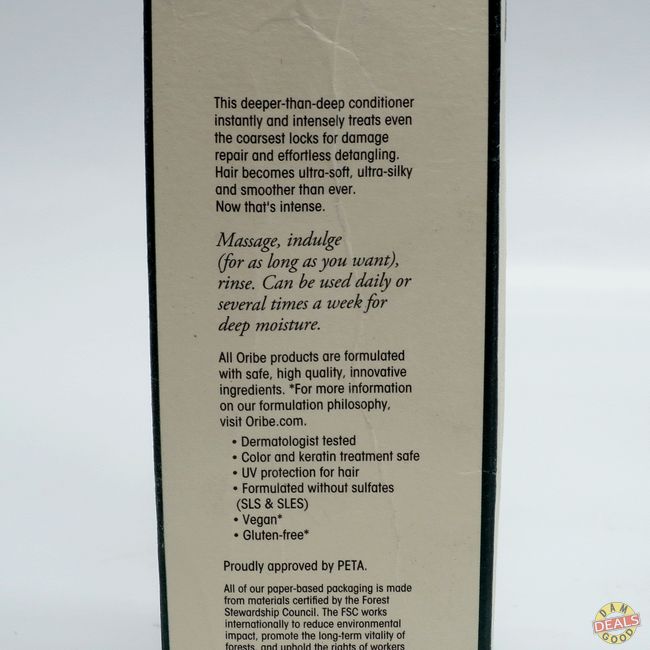 This deeper-than-deep conditioner
instantly and intensely treats even
the coarsest locks for damage
repair and effortless detangling.
Hair becomes ultra-soft, ultra-silky
and smoother than ever.
Now that's intense.
Massage, indulge
(for as long as you want),
rinse. Can be used daily or
several times a week for
deep moisture.
All Oribe products are formulated
with safe, high quality, innovative
ingredients. *For more information
on our formulation philosophy,
visit Oribe.com.
• Dermatologist tested
• Color and keratin treatment safe
• UV protection for hair
• Formulated without sulfates
(SLS & SLES)
• Vegan*
• Gluten-free*
Proudly approved by PETA.
All of our paper-based packaging is made
from materials certified by the Forest
Stewardship Council. The FSC works
internationally to reduce environmental
impact, promote the long-term vitality of
forests, and uphold the rights of workers
DAM
DEALS
GOOD